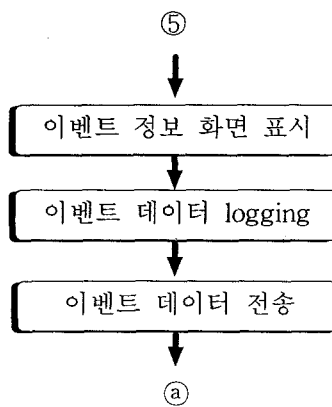 ⑤
이벤트 정보 화면 표시
이벤트 데이터 logging
이벤트 데이터 전송
ⓐ